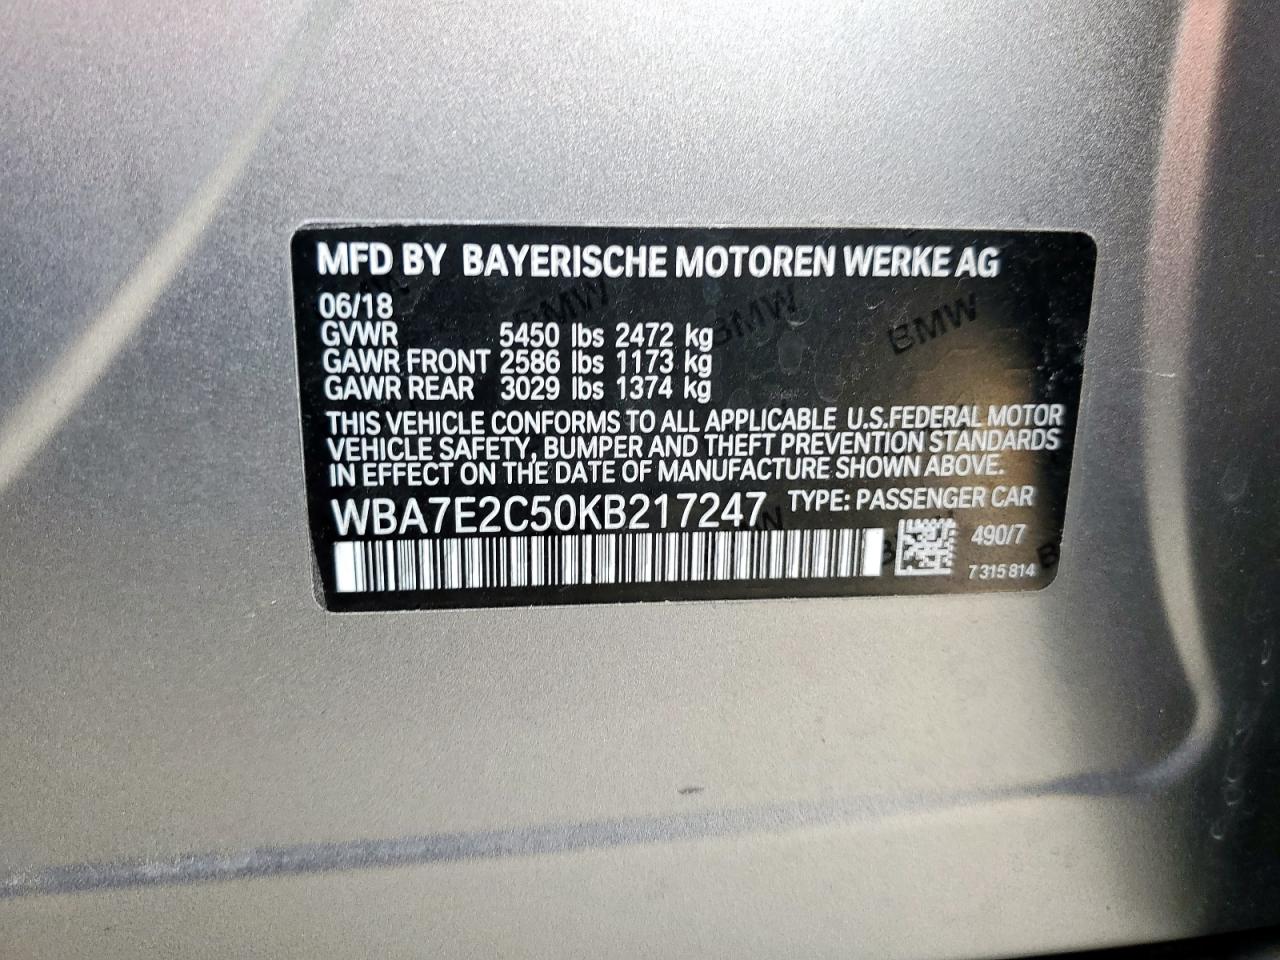 MFD BY BAYERISCHE MOTOREN WERKE AG
06/18
GVWR 5450 lbs 2472 kg
GAWR FRONT 2586 lbs 1173 kg
GAWR REAR 3029 lbs 1374 kg
THIS VEHICLE CONFORMS TO ALL APPLICABLE U.S.FEDERAL MOTOR
VEHICLE SAFETY, BUMPER AND THEFT PREVENTION STANDARDS
IN EFFECT ON THE DATE OF MANUFACTURE SHOWN ABOVE.
WBA7E2C50KB217247 TYPE: PASSENGER CAR
490/7
7 315 814
BMW
BMW
BMW